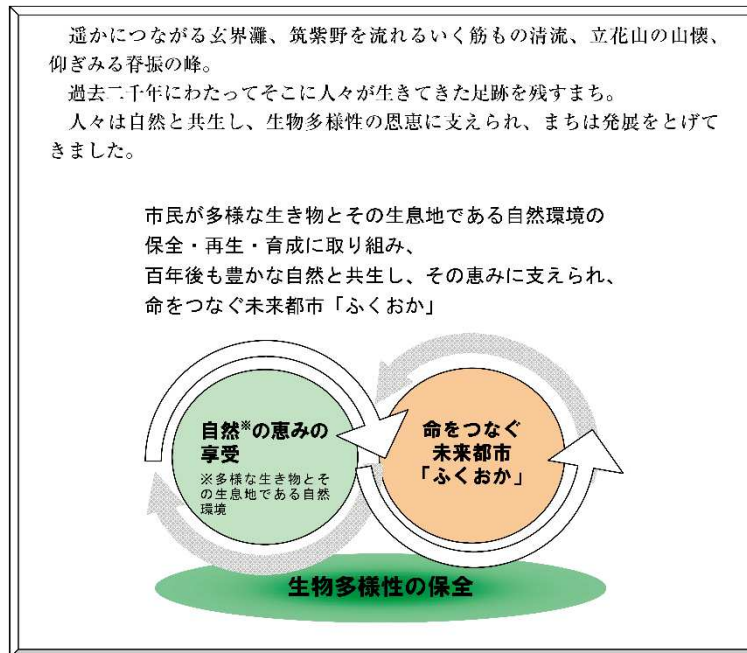 遥かにつながる玄界灘、筑紫野を流れるいく筋もの清流、立花山の山懐、
仰ぎみる脊振の峰。
過去二千年にわたってそこに人々が生きてきた足跡を残すまち。
人々は自然と共生し、生物多様性の恩恵に支えられ、まちは発展をとげて
きました。
市民が多様な生き物とその生息地である自然環境の
保全・再生・育成に取り組み、
百年後も豊かな自然と共生し、その恵みに支えられ、
命をつなぐ未来都市「ふくおか」
自然※の恵みの
享受
※多様な生き物とそ
の生息地である自然
環境
命をつなぐ
未来都市
「ふくおか」
生物多様性の保全